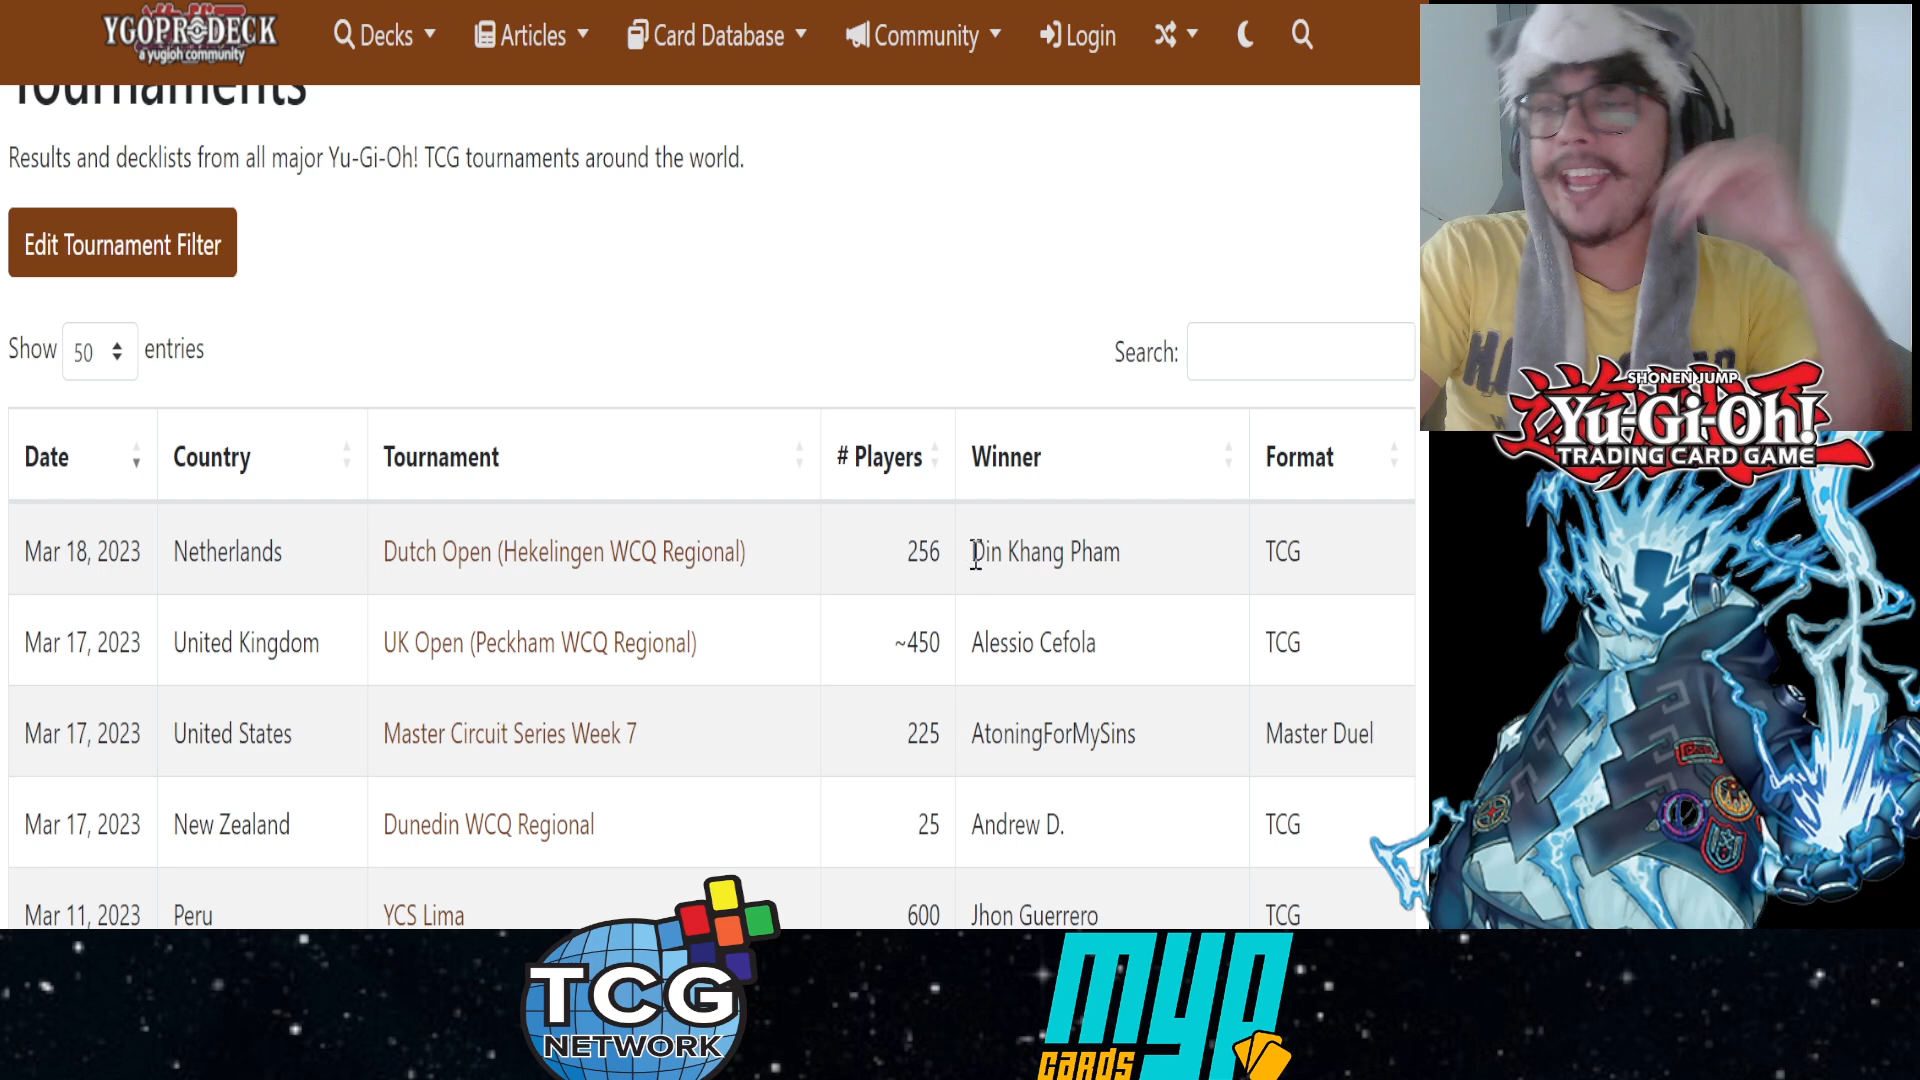 YGOPRODECK
a yugioh community
Decks
Articles
Card Database
Community
Login
Tournaments
Results and decklists from all major Yu-Gi-Oh! TCG tournaments around the world.
Edit Tournament Filter
Show 50 entries
Search:
Date Country Tournament # Players Winner Format
Mar 18, 2023 Netherlands Dutch Open (Hekelingen WCQ Regional) 256 Din Khang Pham TCG
Mar 17, 2023 United Kingdom UK Open (Peckham WCQ Regional) ~450 Alessio Cefola TCG
Mar 17, 2023 United States Master Circuit Series Week 7 225 AtoningForMySins Master Duel
Mar 17, 2023 New Zealand Dunedin WCQ Regional 25 Andrew D. TCG
Mar 11, 2023 Peru YCS Lima 600 Jhon Guerrero TCG
SHONEN JUMP
Yu-Gi-Oh!
TRADING CARD GAME
TCG
NETWORK
myp
cards